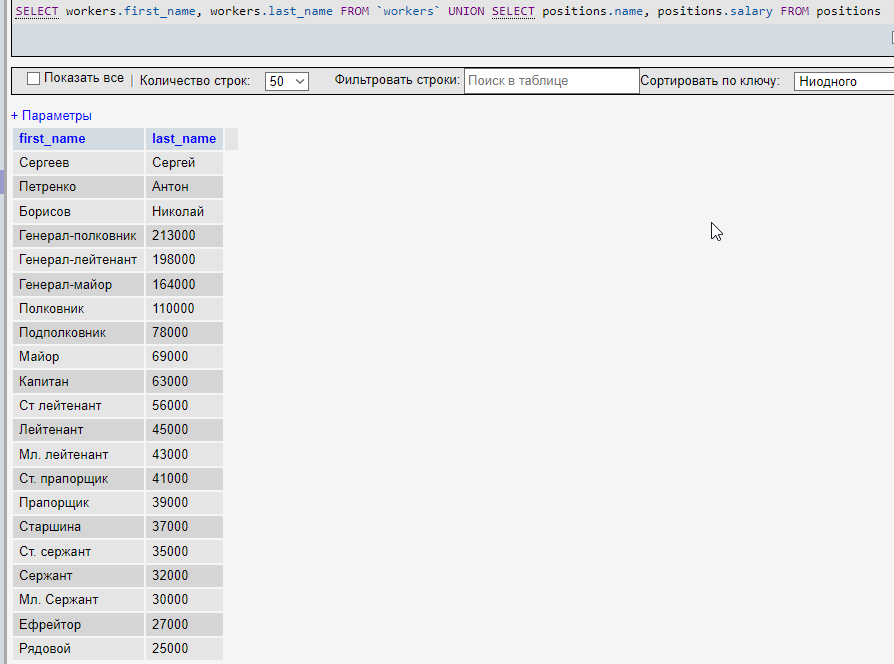 SELECT workers.first_name, workers.last_name FROM `workers` UNION SELECT positions.name, positions.salary FROM positions
Показать все | Количество строк: 50 Фильтровать строки: Поиск в таблице Сортировать по ключу: Ниодного
+ Параметры
first_name last_name
Сергеев Сергей
Петренко Антон
Борисов Николай
Генерал-полковник 213000
Генерал-лейтенант 198000
Генерал-майор 164000
Полковник 110000
Подполковник 78000
Майор 69000
Капитан 63000
Ст лейтенант 56000
Лейтенант 45000
Мл. лейтенант 43000
Ст. прапорщик 41000
Прапорщик 39000
Старшина 37000
Ст. сержант 35000
Сержант 32000
Мл. Сержант 30000
Ефрейтор 27000
Рядовой 25000